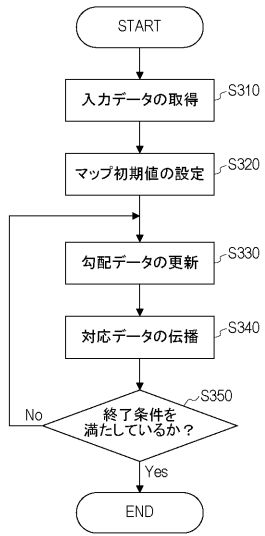 START
入力データの取得
S310
マップ初期値の設定
S320
勾配データの更新
S330
対応データの伝播
S340
S350
終了条件を
満たしているか？
No
Yes
END